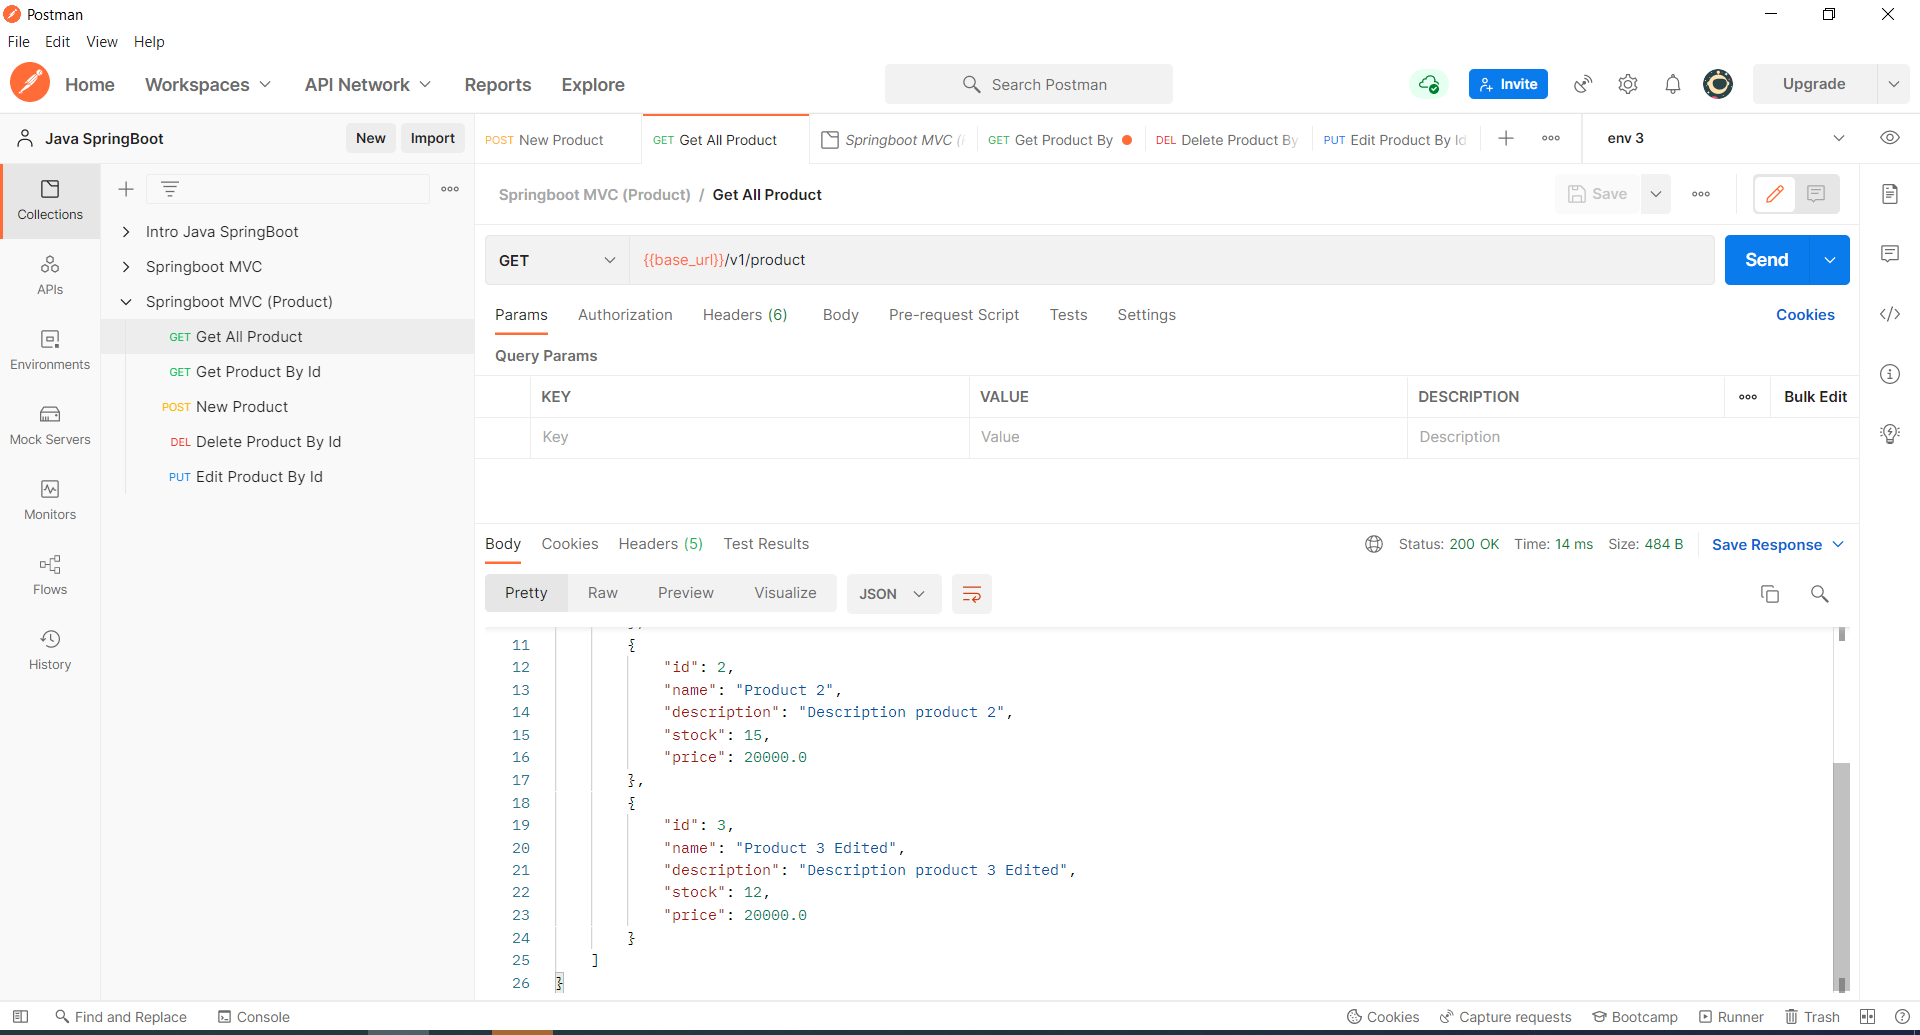 Postman
File Edit View Help
Home Workspaces API Network Reports Explore Search Postman Invite Upgrade
Java SpringBoot New Import POST New Product GET Get All Product Springboot MVC ( GET Get Product By DEL Delete Product By PUT Edit Product By Id env 3
Springboot MVC (Product) / Get All Product Save
Collections
APIs
Environments
Mock Servers
Monitors
Flows
History
Intro Java SpringBoot
Springboot MVC
Springboot MVC (Product)
GET Get All Product
GET Get Product By Id
POST New Product
DEL Delete Product By Id
PUT Edit Product By Id
GET {{base_url}}/v1/product Send
Params Authorization Headers (6) Body Pre-request Script Tests Settings Cookies
Query Params
KEY VALUE DESCRIPTION Bulk Edit
Key Value Description
Body Cookies Headers (5) Test Results Status: 200 OK Time: 14 ms Size: 484 B Save Response
Pretty Raw Preview Visualize JSON
11 {
12 "id": 2,
13 "name": "Product 2",
14 "description": "Description product 2",
15 "stock": 15,
16 "price": 20000.0
17 },
18 {
19 "id": 3,
20 "name": "Product 3 Edited",
21 "description": "Description product 3 Edited",
22 "stock": 12,
23 "price": 20000.0
24 }
25 ]
26 }
Find and Replace Console Cookies Capture requests Bootcamp Runner Trash